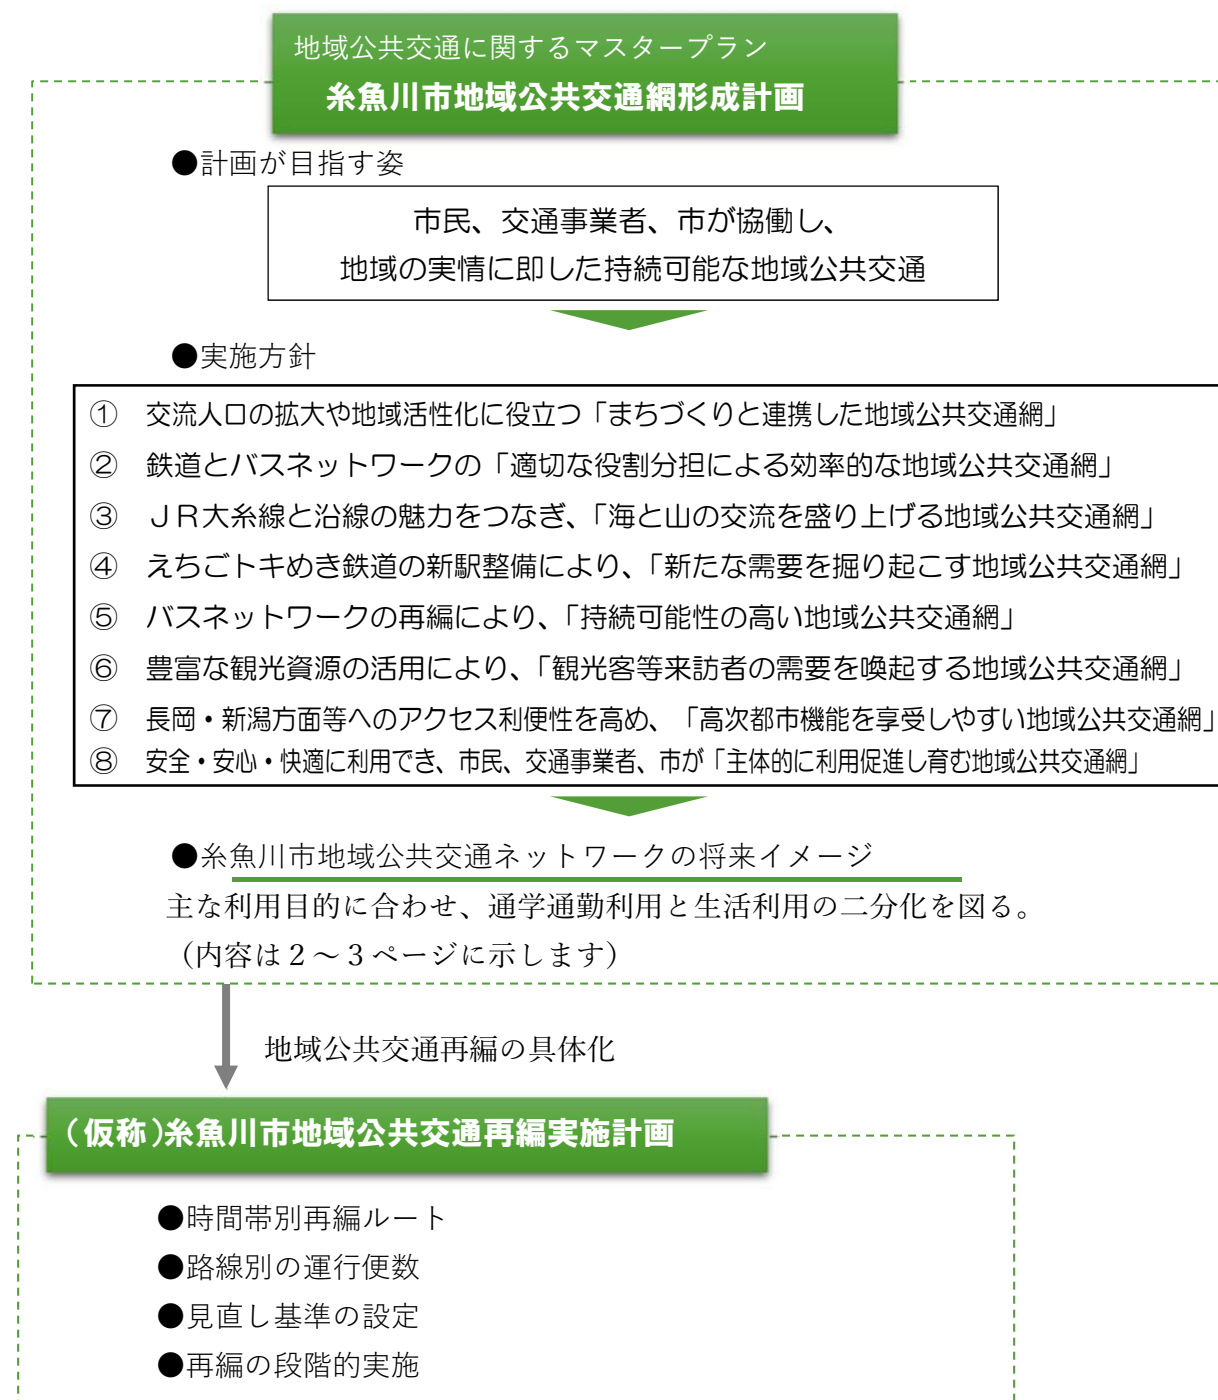 地域公共交通に関するマスタープラン
糸魚川市地域公共交通網形成計画
●計画が目指す姿
市民、交通事業者、市が協働し、
地域の実情に即した持続可能な地域公共交通
●実施方針
① 交流人口の拡大や地域活性化に役立つ「まちづくりと連携した地域公共交通網」
② 鉄道とバスネットワークの「適切な役割分担による効率的な地域公共交通網」
③ ＪＲ大糸線と沿線の魅力をつなぎ、「海と山の交流を盛り上げる地域公共交通網」
④ えちごトキめき鉄道の新駅整備により、「新たな需要を掘り起こす地域公共交通網」
⑤ バスネットワークの再編により、「持続可能性の高い地域公共交通網」
⑥ 豊富な観光資源の活用により、「観光客等来訪者の需要を喚起する地域公共交通網」
⑦ 長岡・新潟方面等へのアクセス利便性を高め、「高次都市機能を享受しやすい地域公共交通網」
⑧ 安全・安心・快適に利用でき、市民、交通事業者、市が「主体的に利用促進し育む地域公共交通網」
●糸魚川市地域公共交通ネットワークの将来イメージ
主な利用目的に合わせ、通学通勤利用と生活利用の二分化を図る。
（内容は２～３ページに示します）
地域公共交通再編の具体化
（仮称）糸魚川市地域公共交通再編実施計画
●時間帯別再編ルート
●路線別の運行便数
●見直し基準の設定
●再編の段階的実施